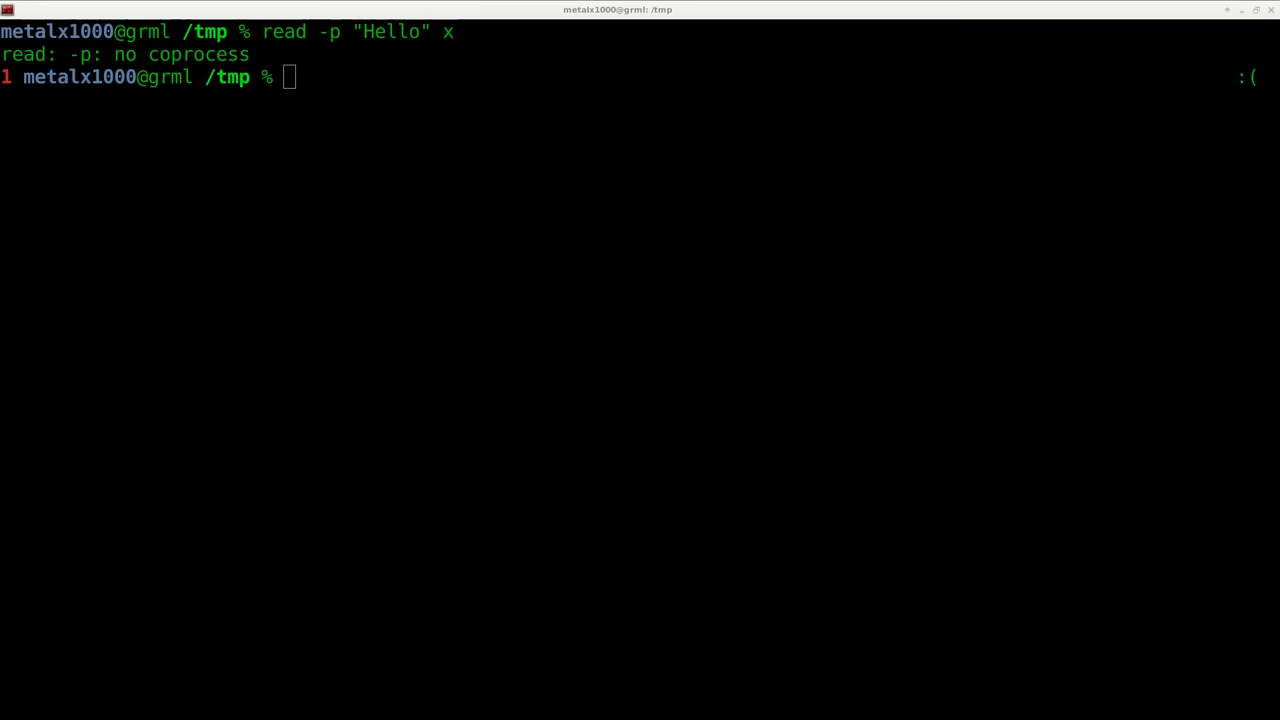 metalx1000@grml: /tmp
metalx1000@grml /tmp % read -p "Hello" x
read: -p: no coprocess
1 metalx1000@grml /tmp % :(